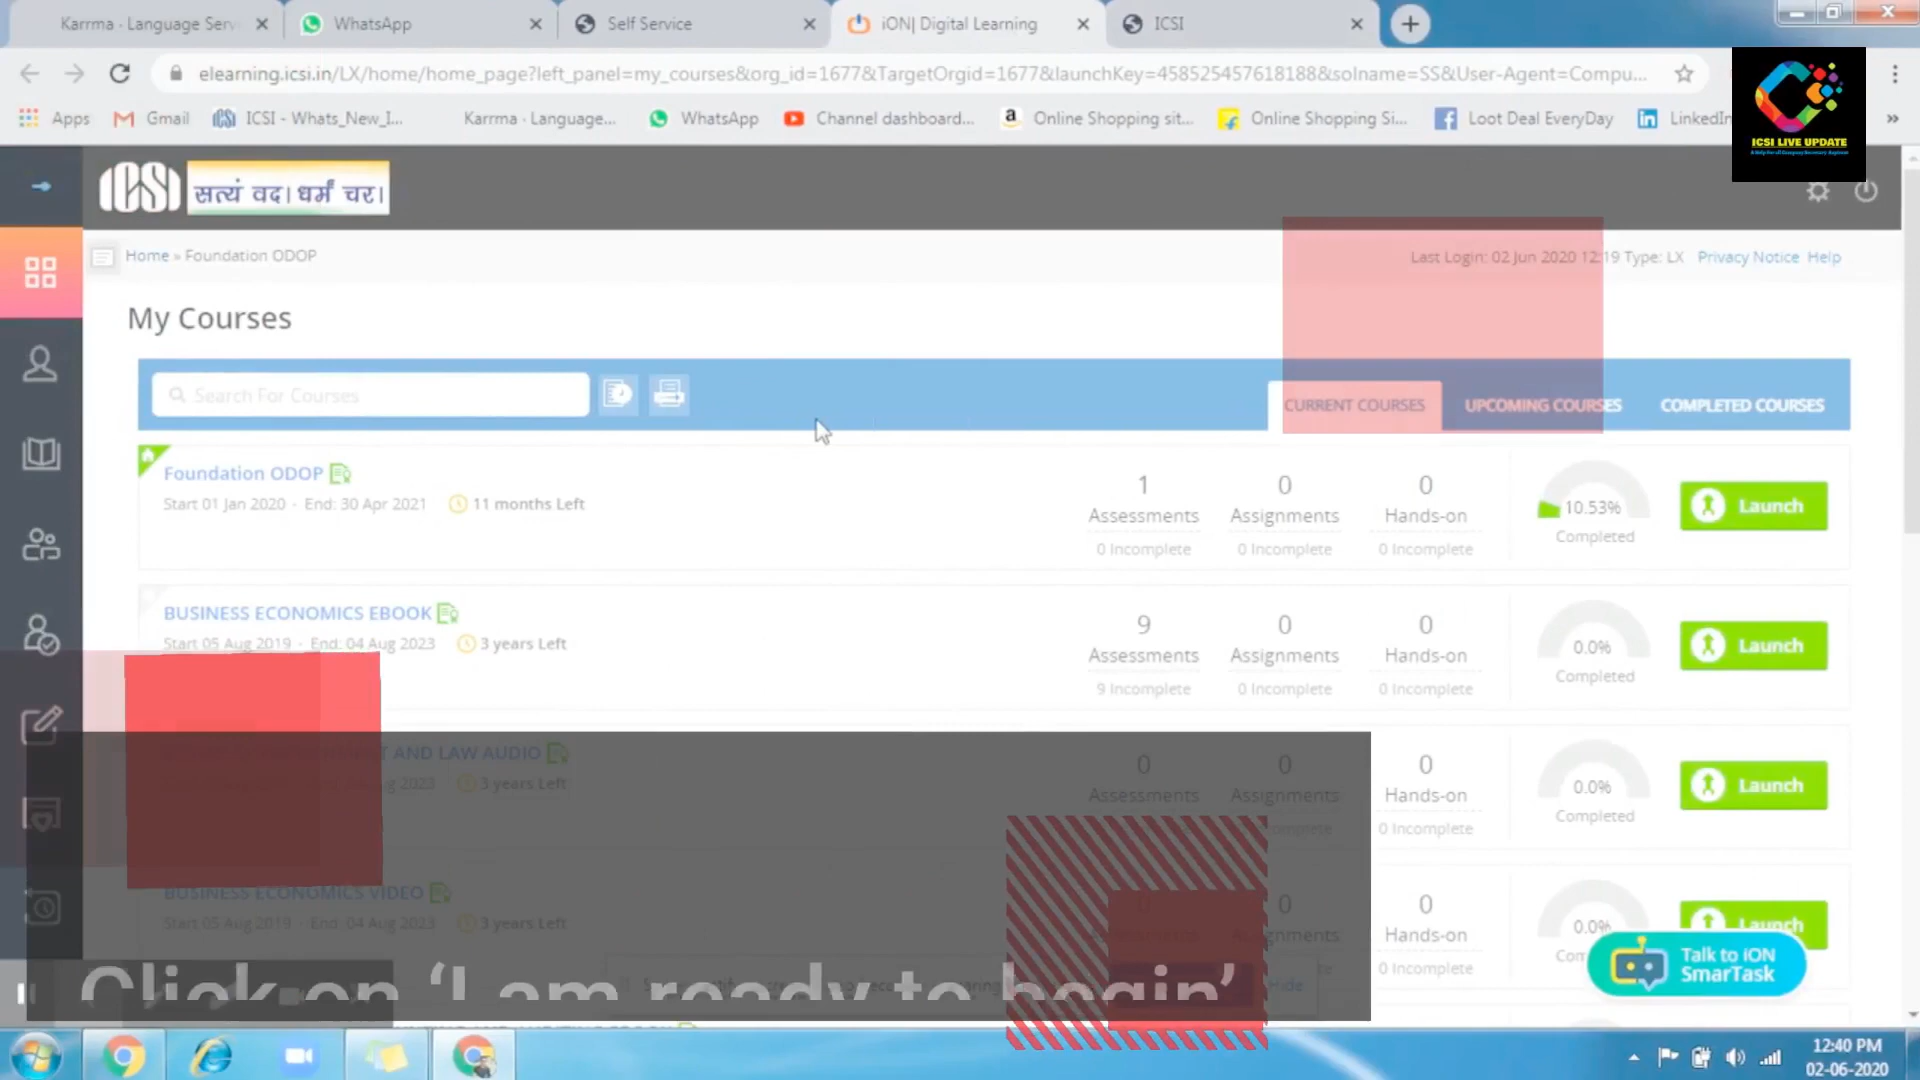 Karrma - Language Serv
WhatsApp
Self Service
iON| Digital Learning
ICSI
elearning.icsi.in/LX/home/home_page?left_panel=my_courses&org_id=1677&TargetOrgid=1677&launchKey=458525457618188&solname=SS&User-Agent=Compu...
Apps
Gmail
ICSI - Whats_New_I...
Karrma - Language...
WhatsApp
Channel dashboard...
Online Shopping sit...
Online Shopping Si...
Loot Deal EveryDay
LinkedIn
»
ICSI LIVE UPDATE
ICSI
सत्यं वद। धर्मं चर।
Home » Foundation ODOP
Last Login: 02 Jun 2020 12:19 Type: LX Privacy Notice Help
My Courses
Search For Courses
CURRENT COURSES
UPCOMING COURSES
COMPLETED COURSES
Foundation ODOP
Start 01 Jan 2020 - End: 30 Apr 2021 11 months Left
1 Assessments 0 Incomplete
0 Assignments 0 Incomplete
0 Hands-on 0 Incomplete
10.53% Completed
Launch
BUSINESS ECONOMICS EBOOK
Start 05 Aug 2019 - End: 04 Aug 2023 3 years Left
9 Assessments 9 Incomplete
0 Assignments 0 Incomplete
0 Hands-on 0 Incomplete
0.0% Completed
Launch
AND LAW AUDIO
2023 3 years Left
0 Assessments
0 Assignments
0 Hands-on 0 Incomplete
0.0% Completed
Launch
BUSINESS ECONOMICS VIDEO
Start 05 Aug 2019 - End: 04 Aug 2023 3 years Left
0
0
0 Hands-on 0 Incomplete
0.0%
Launch
Talk to iON
SmarTask
Click on ‘I am ready to begin’
Hide
12:40 PM
02-06-2020